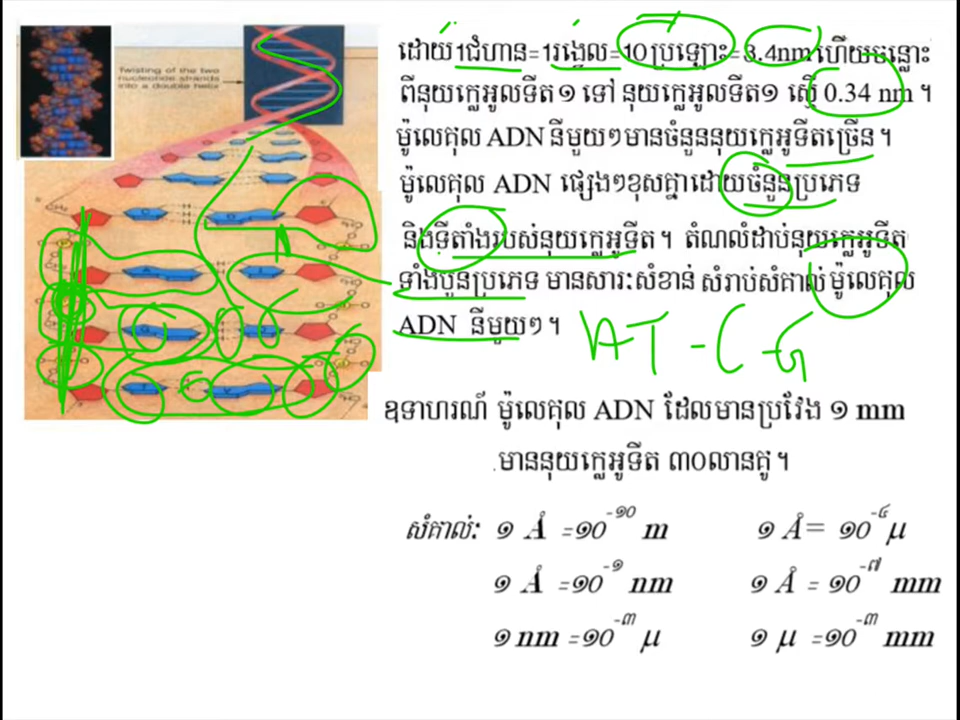 Twisting of the two
nucleotide strands
into a double helix
ដោយ 1ជំហាន=1រង្វេល=10ប្រឡោះ=3.4nmហើយចន្លោះ
ពីនុយក្លេអូលទីត ១ ទៅ នុយក្លេអូលទីត១ ស្មើ 0.34 nm ។
ម៉ូលេគុល ADN នីមួយៗមានចំនួននុយក្លេអូទីតច្រើន ។
ម៉ូលេគុល ADN ផ្សេងៗខុសគ្នាដោយចំនួនប្រភេទ
និងទីតាំងរបស់នុយក្លេអូទីត ។ តំណលំដាប់នុយក្លេអូទីត
ទាំងបួនប្រភេទ មានសារៈសំខាន់ សំរាប់សំគាល់ម៉ូលេគុល
ADN នីមួយៗ ។
AT - C - G
ឧទាហរណ៍ ម៉ូលេគុល ADN ដែលមានប្រវែង ១ mm
មាននុយក្លេអូទីត ៣០លានគូ ។
សំគាល់: ១ Å =១០⁻¹⁰ m ១ Å= ១០⁻⁴ μ
១ Å =១០⁻¹ nm ១ Å = ១០⁻⁷ mm
១ nm =១០⁻³ μ ១ μ =១០⁻³ mm